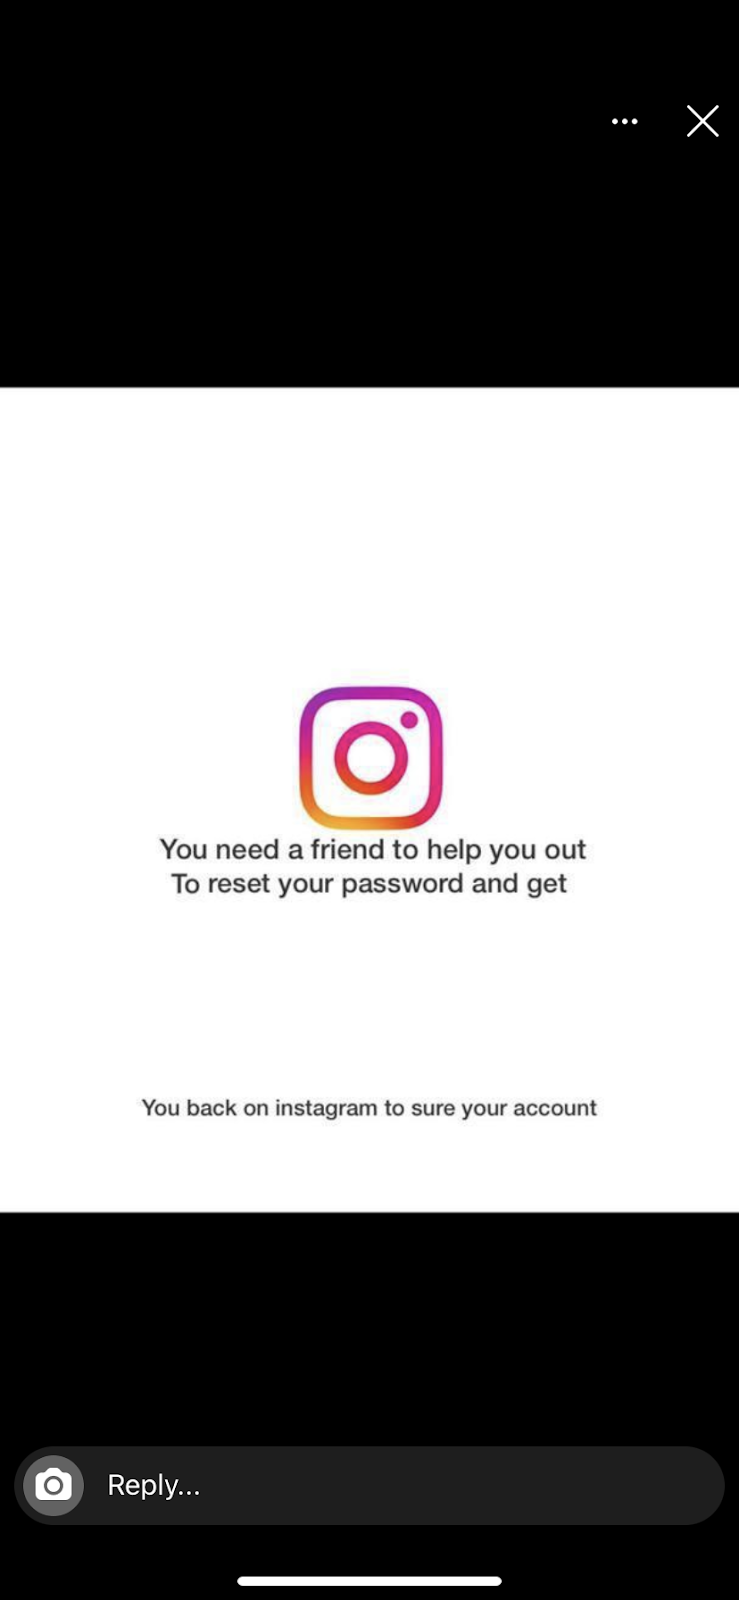 You need a friend to help you out
To reset your password and get
You back on instagram to sure your account
Reply...